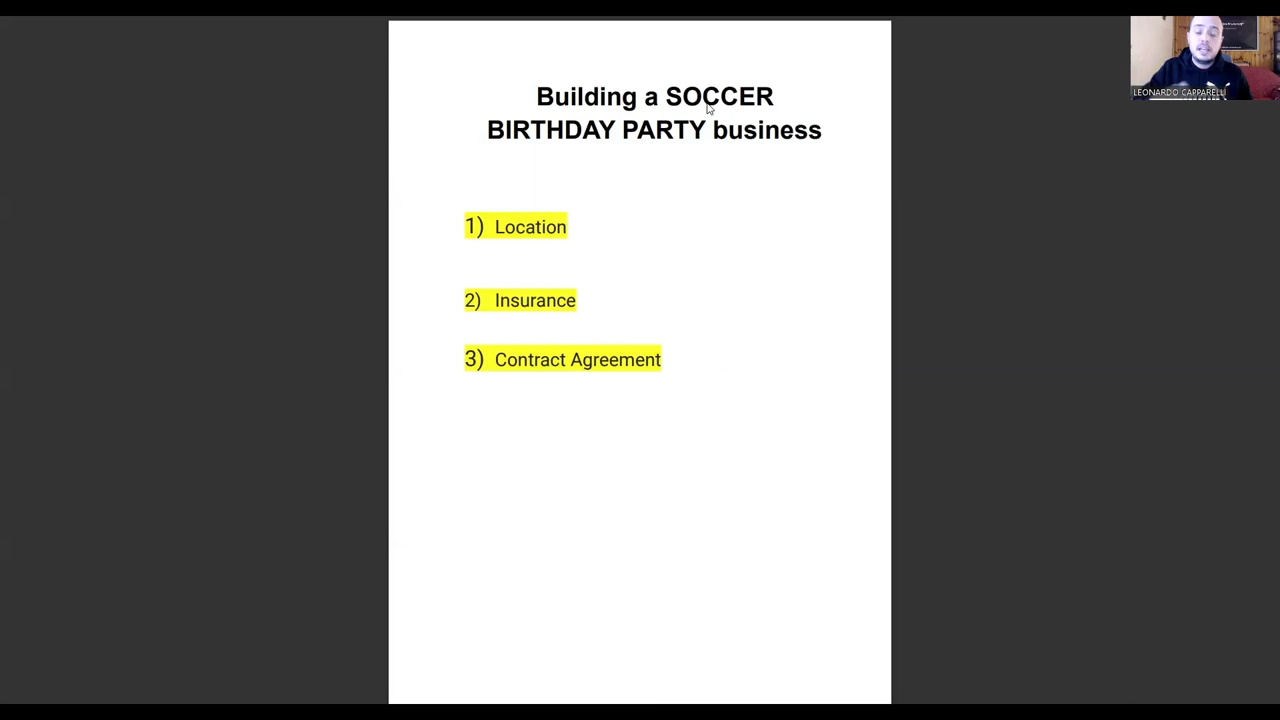 Building a SOCCER
BIRTHDAY PARTY business
1) Location
2) Insurance
3) Contract Agreement
LEONARDO CAPPARELLI